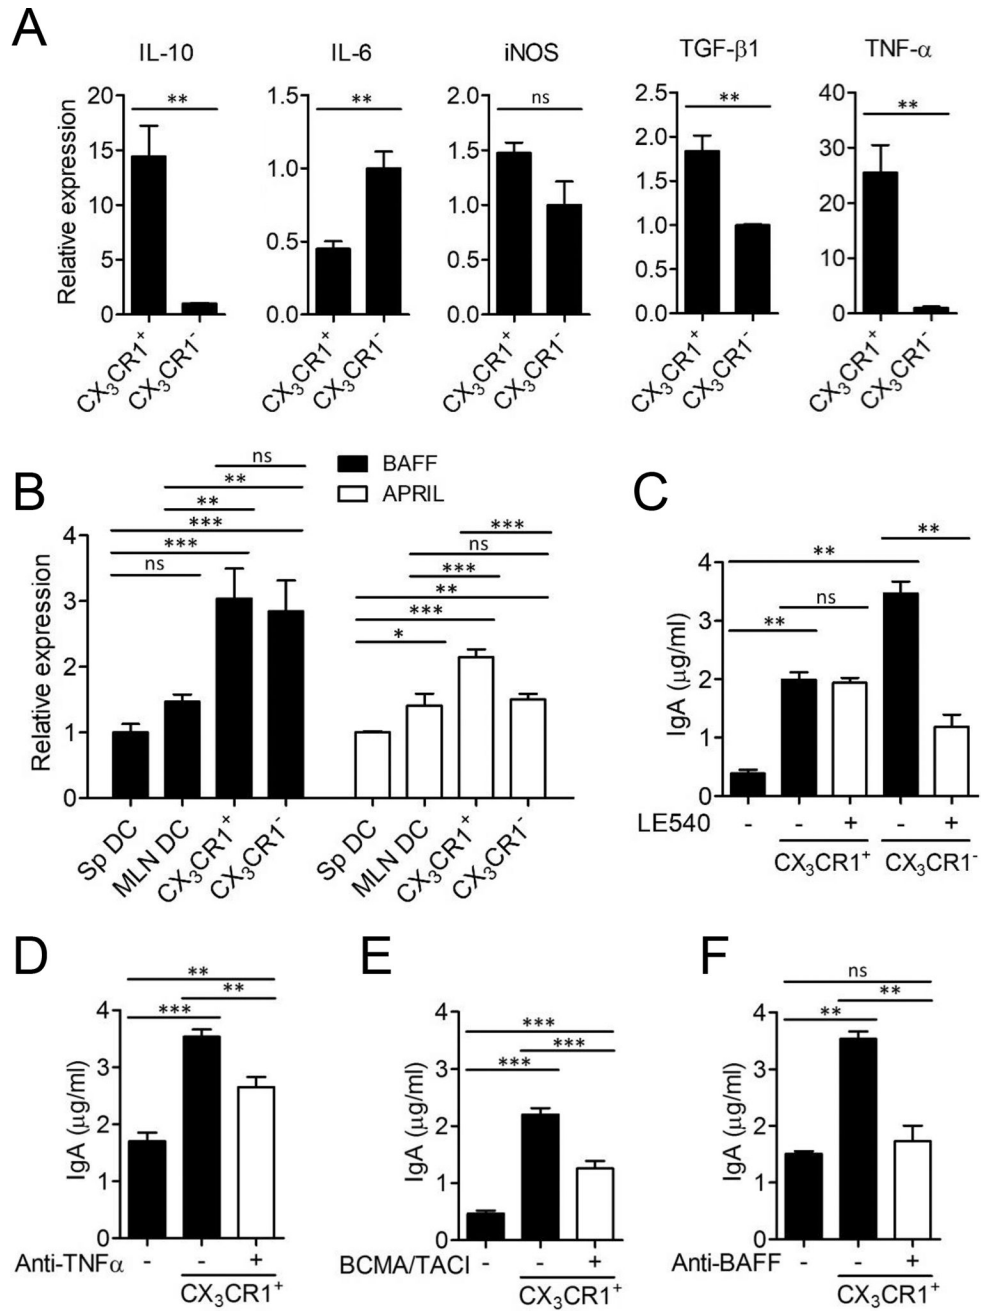 A
IL-10 IL-6 iNOS TGF-β1 TNF-α
Relative expression
20 15 10 5 0
**
CX3CR1+ CX3CR1-
1.5 1.0 0.5 0.0
**
CX3CR1+ CX3CR1-
2.0 1.5 1.0 0.5 0.0
ns
CX3CR1+ CX3CR1-
2.5 2.0 1.5 1.0 0.5 0.0
**
CX3CR1+ CX3CR1-
40 30 20 10 0
**
CX3CR1+ CX3CR1-
B
BAFF
APRIL
Relative expression
4 3 2 1 0
ns
**
**
***
***
ns
***
ns
***
**
***
*
Sp DC MLN DC CX3CR1+ CX3CR1- Sp DC MLN DC CX3CR1+ CX3CR1-
C
IgA (μg/ml)
4 3 2 1 0
**
**
ns
**
LE540 - - + - +
CX3CR1+ CX3CR1-
D
IgA (μg/ml)
4 3 2 1 0
**
**
***
Anti-TNFα - - +
CX3CR1+
E
IgA (μg/ml)
4 3 2 1 0
***
***
***
BCMA/TACI - - +
CX3CR1+
F
IgA (μg/ml)
4 3 2 1 0
ns
**
**
Anti-BAFF - - +
CX3CR1+